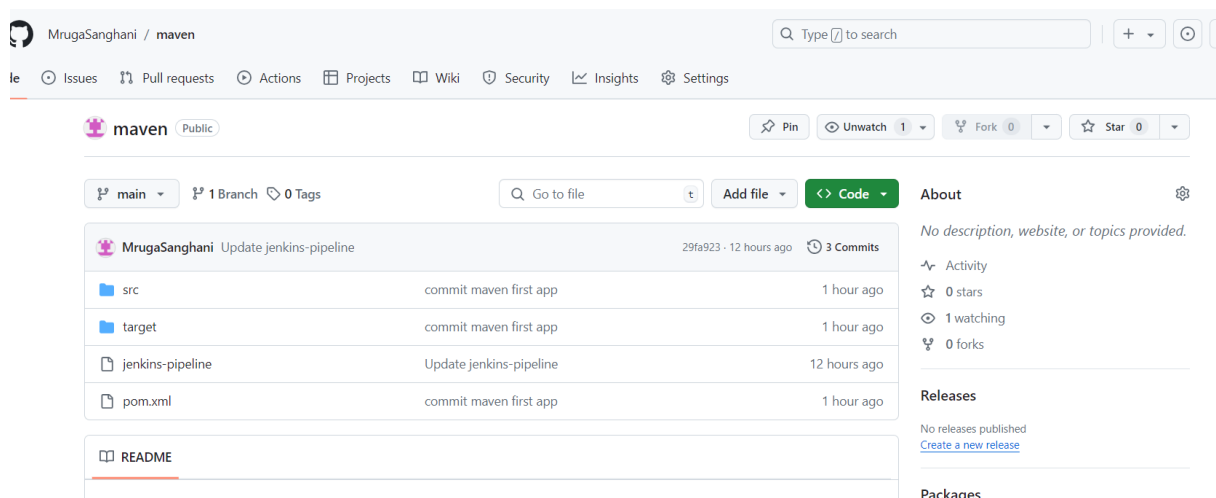 MrugaSanghani / maven
Type / to search
Issues Pull requests Actions Projects Wiki Security Insights Settings
maven Public
Pin Unwatch 1 Fork 0 Star 0
main 1 Branch 0 Tags Go to file t Add file Code
About
No description, website, or topics provided.
MrugaSanghani Update jenkins-pipeline 29fa923 · 12 hours ago 3 Commits
src commit maven first app 1 hour ago
target commit maven first app 1 hour ago
jenkins-pipeline Update jenkins-pipeline 12 hours ago
pom.xml commit maven first app 1 hour ago
README
Activity
0 stars
1 watching
0 forks
Releases
No releases published
Create a new release
Packages